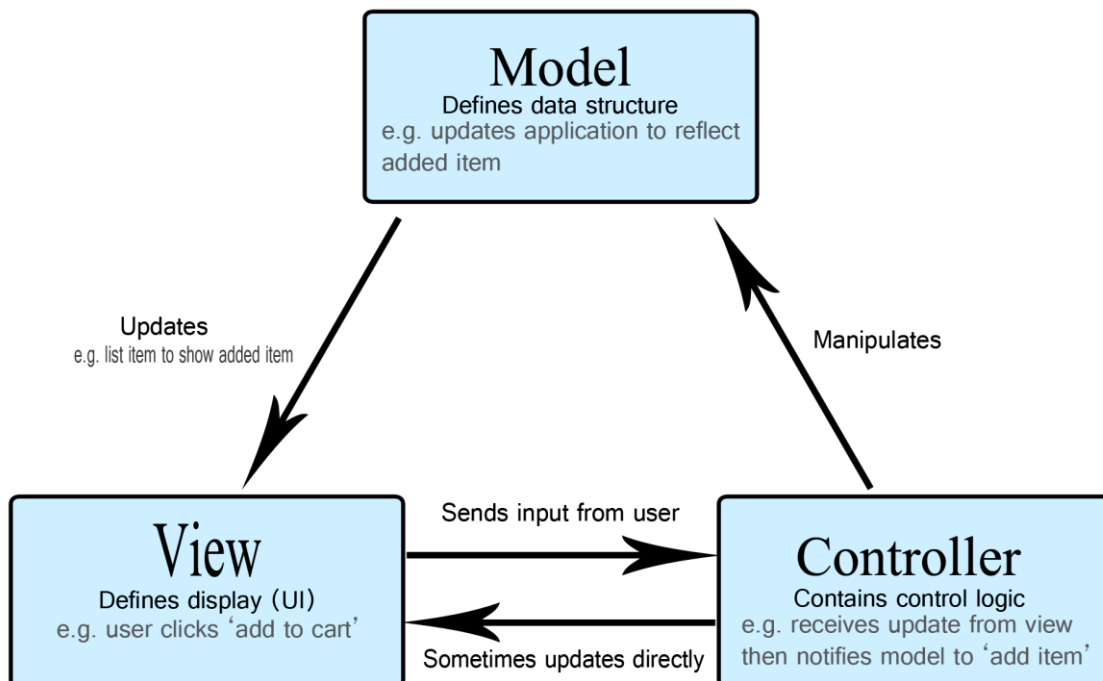 Model
Defines data structure
e.g. updates application to reflect
added item
Updates
e.g. list item to show added item
Manipulates
View
Defines display (UI)
e.g. user clicks ‘add to cart’
Sends input from user
Sometimes updates directly
Controller
Contains control logic
e.g. receives update from view
then notifies model to ‘add item’